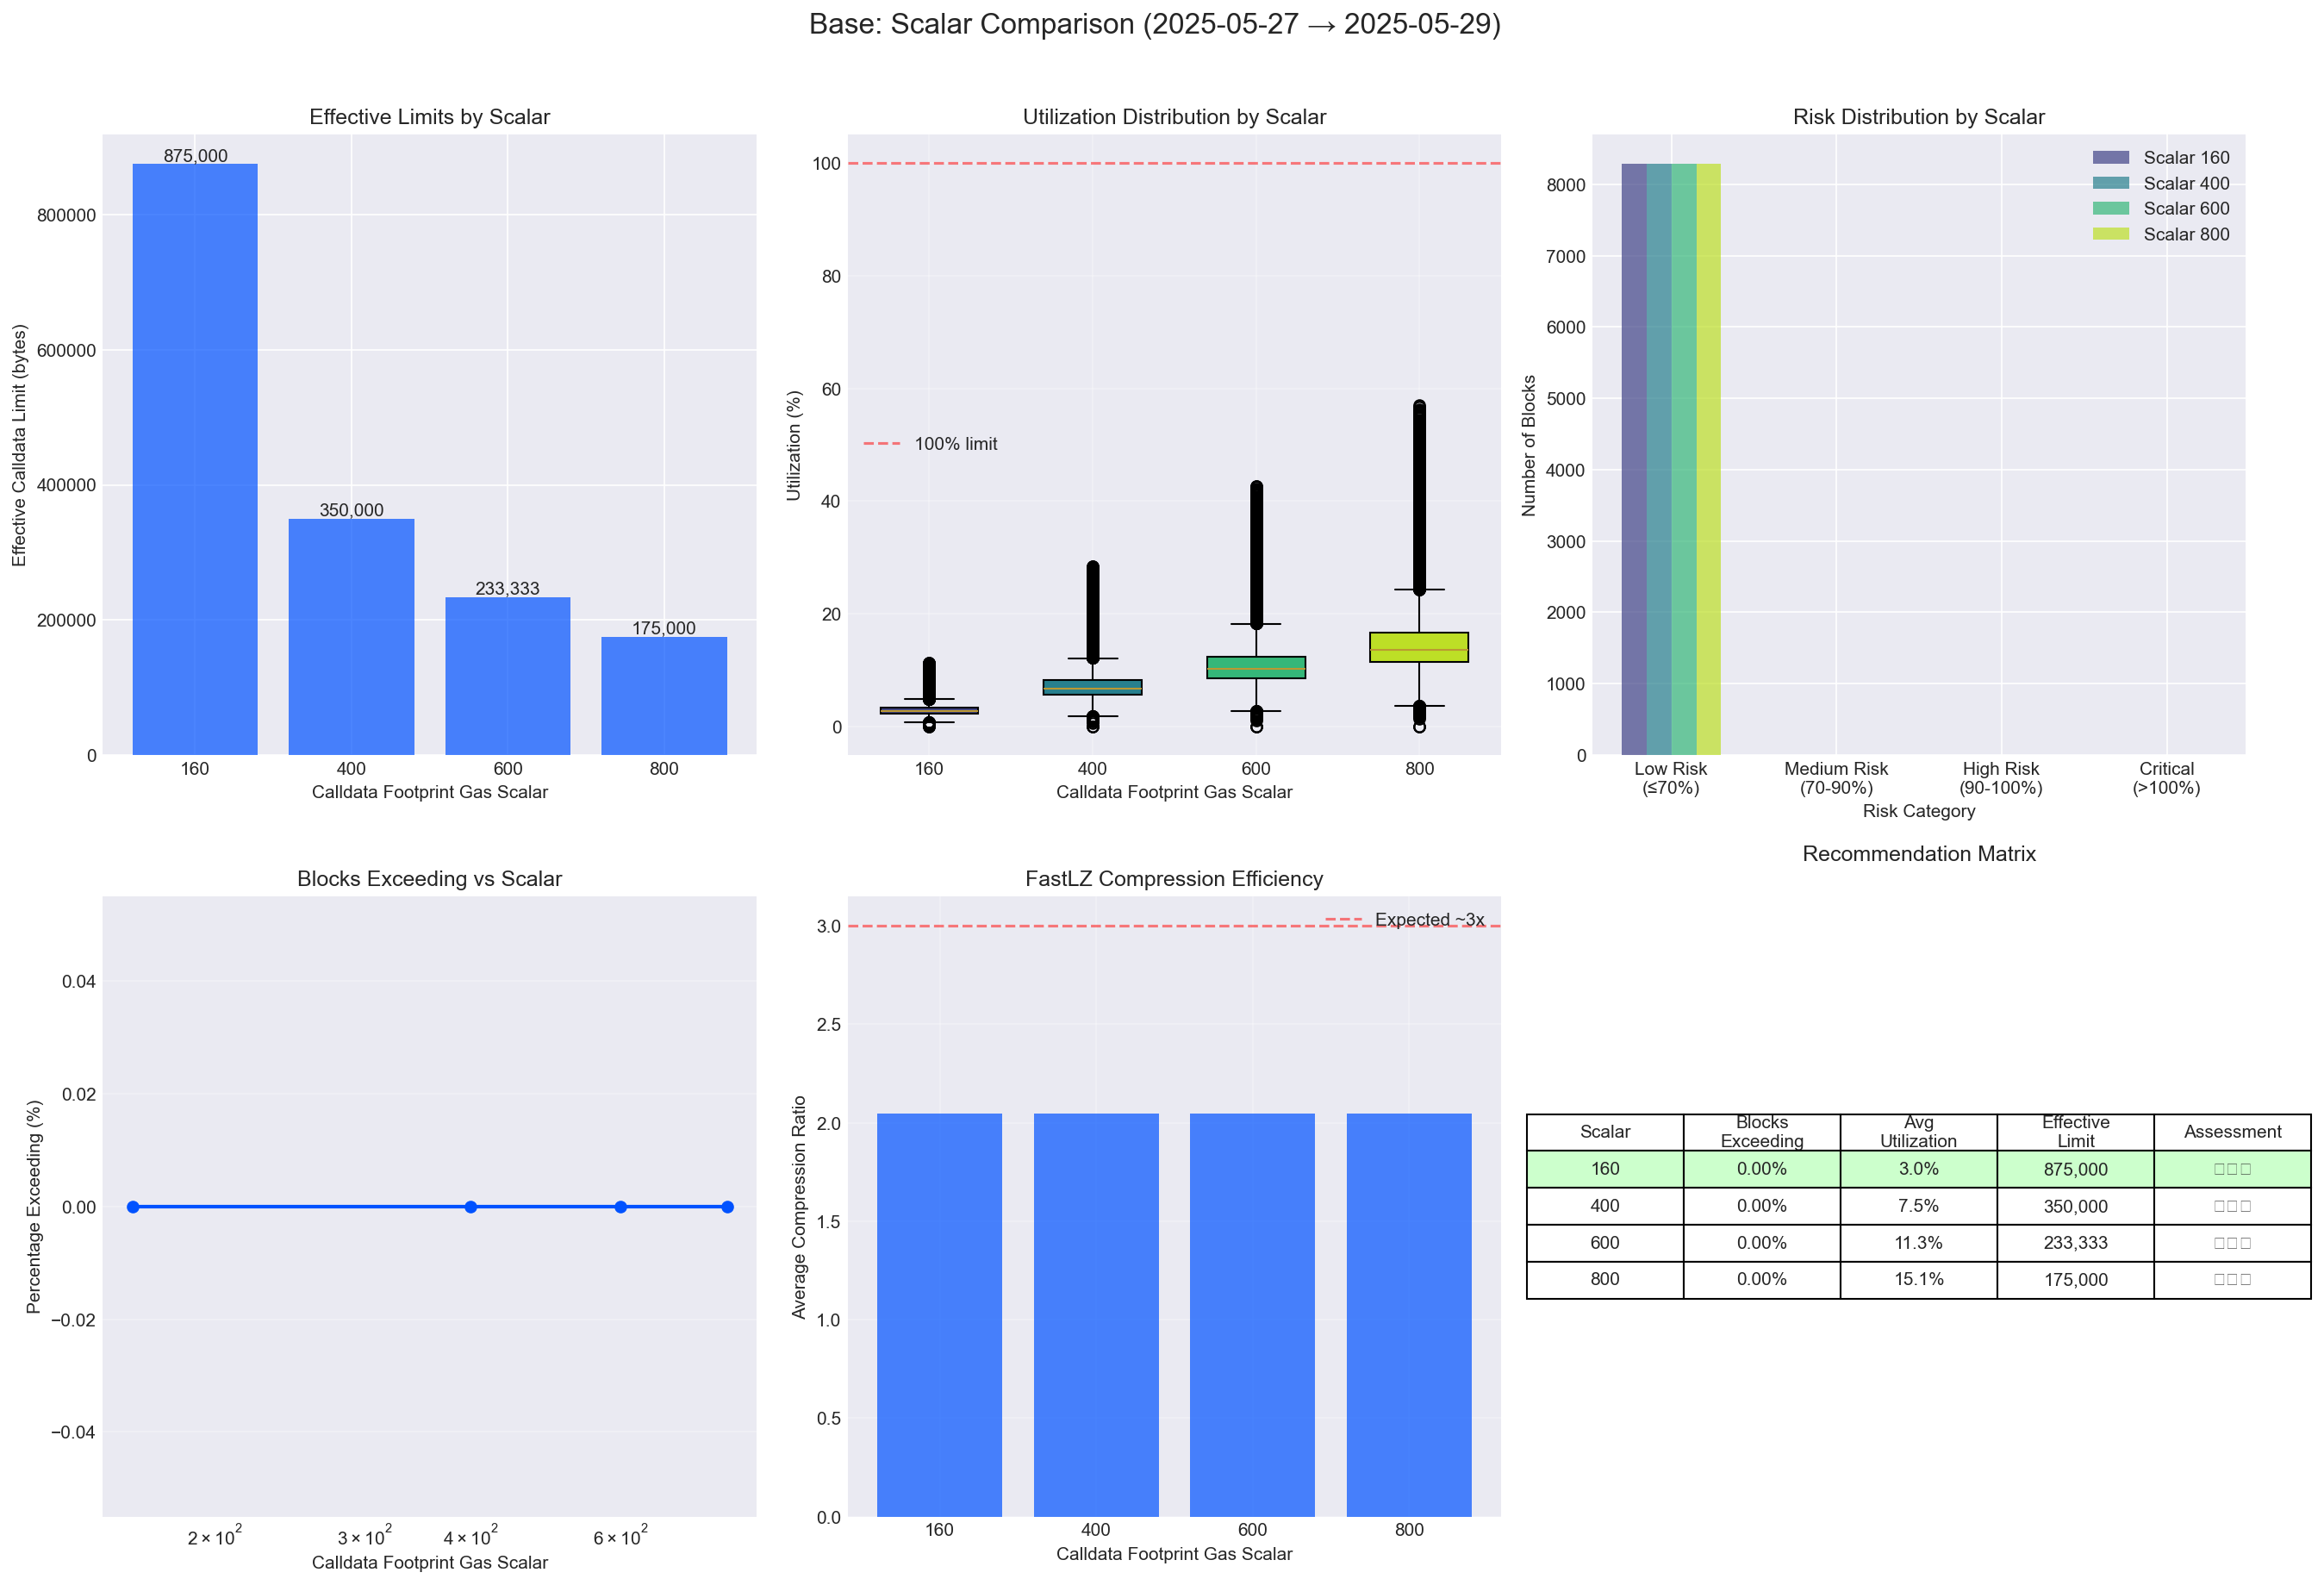 Base: Scalar Comparison (2025-05-27 → 2025-05-29)
Effective Limits by Scalar
Effective Calldata Limit (bytes)
800000
600000
400000
200000
0
875,000
350,000
233,333
175,000
160
400
600
800
Calldata Footprint Gas Scalar
Utilization Distribution by Scalar
Utilization (%)
100
80
60
40
20
0
100% limit
160
400
600
800
Calldata Footprint Gas Scalar
Risk Distribution by Scalar
Number of Blocks
8000
7000
6000
5000
4000
3000
2000
1000
0
Scalar 160
Scalar 400
Scalar 600
Scalar 800
Low Risk
(≤70%)
Medium Risk
(70-90%)
High Risk
(90-100%)
Critical
(>100%)
Risk Category
Blocks Exceeding vs Scalar
Percentage Exceeding (%)
0.04
0.02
0.00
−0.02
−0.04
2 × 10²
3 × 10²
4 × 10²
6 × 10²
Calldata Footprint Gas Scalar
FastLZ Compression Efficiency
Average Compression Ratio
3.0
2.5
2.0
1.5
1.0
0.5
0.0
Expected ~3x
160
400
600
800
Calldata Footprint Gas Scalar
Recommendation Matrix
Scalar
Blocks
Exceeding
Avg
Utilization
Effective
Limit
Assessment
160 0.00% 3.0% 875,000
400 0.00% 7.5% 350,000
600 0.00% 11.3% 233,333
800 0.00% 15.1% 175,000